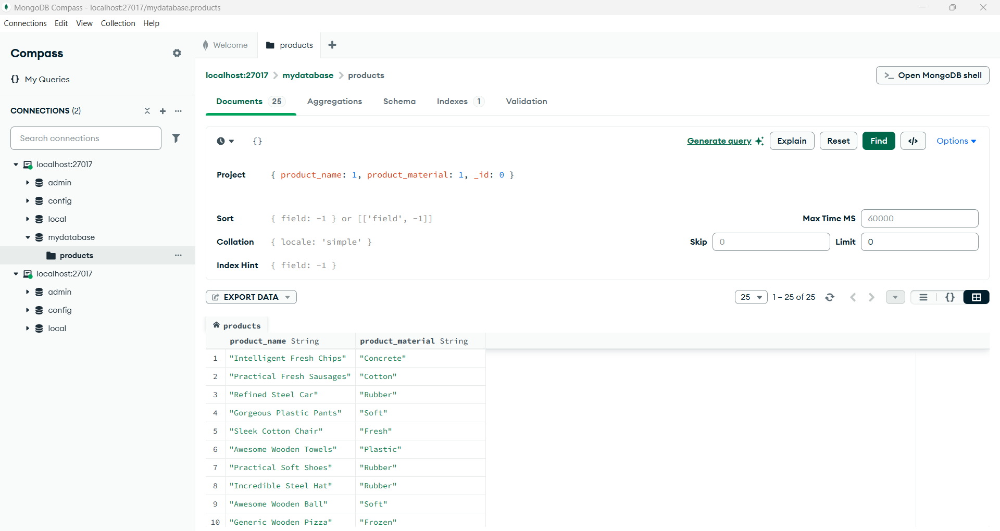 MongoDB Compass - localhost:27017/mydatabase.products
Connections Edit View Collection Help
Compass
{} My Queries
CONNECTIONS (2)
Search connections
localhost:27017
admin
config
local
mydatabase
products
localhost:27017
admin
config
local
Welcome products
localhost:27017 > mydatabase > products
>_ Open MongoDB shell
Documents 25 Aggregations Schema Indexes 1 Validation
{} Generate query Explain Reset Find </> Options
Project { product_name: 1, product_material: 1, _id: 0 }
Sort { field: -1 } or [['field', -1]] Max Time MS 60000
Collation { locale: 'simple' } Skip 0 Limit 0
Index Hint { field: -1 }
EXPORT DATA 25 1 – 25 of 25 {}
products
product_name String product_material String
1 "Intelligent Fresh Chips" "Concrete"
2 "Practical Fresh Sausages" "Cotton"
3 "Refined Steel Car" "Rubber"
4 "Gorgeous Plastic Pants" "Soft"
5 "Sleek Cotton Chair" "Fresh"
6 "Awesome Wooden Towels" "Plastic"
7 "Practical Soft Shoes" "Rubber"
8 "Incredible Steel Hat" "Rubber"
9 "Awesome Wooden Ball" "Soft"
10 "Generic Wooden Pizza" "Frozen"